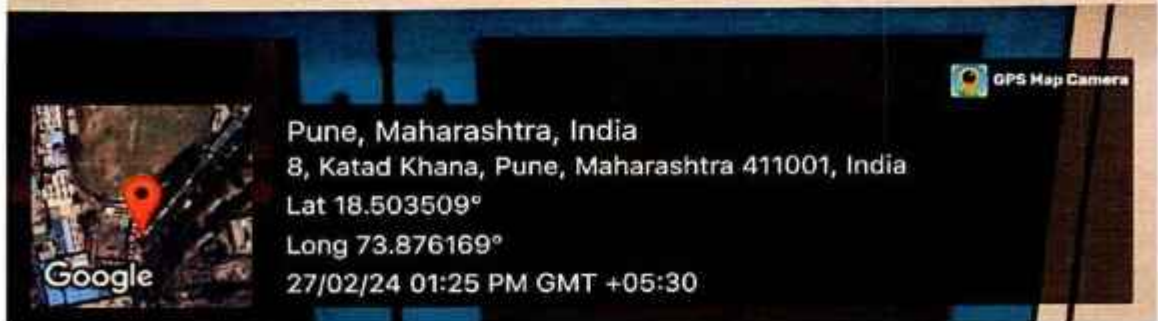 GPS Map Camera
Pune, Maharashtra, India
8, Katad Khana, Pune, Maharashtra 411001, India
Lat 18.503509°
Long 73.876169°
27/02/24 01:25 PM GMT +05:30
Google